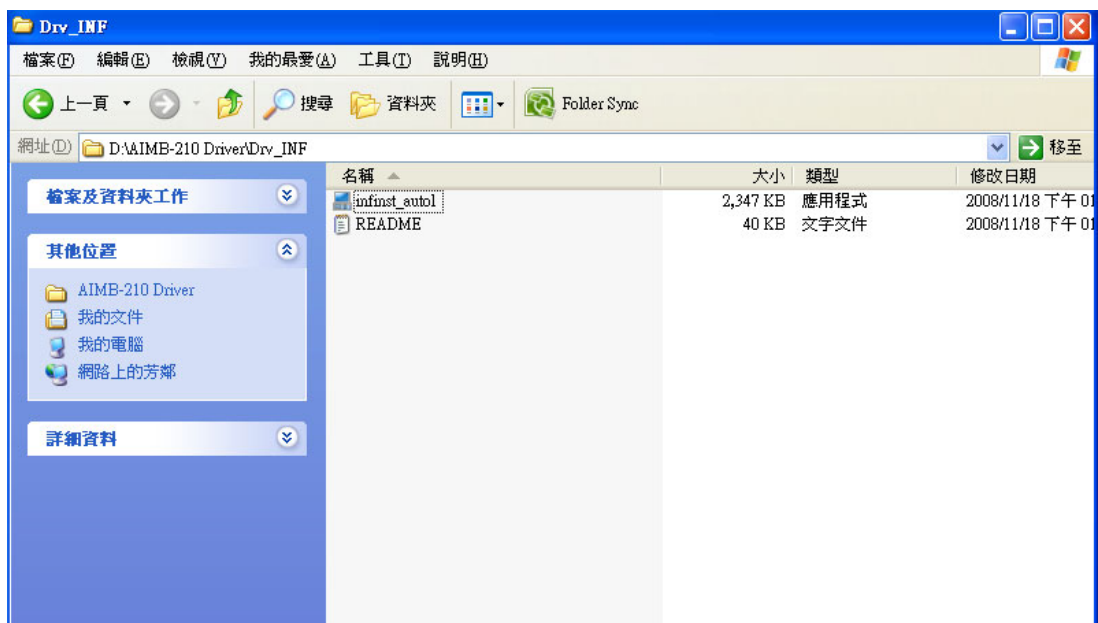 Drv_INF
檔案(F) 編輯(E) 檢視(V) 我的最愛(A) 工具(T) 說明(H)
上一頁 搜尋 資料夾 Folder Sync
網址(D) D:\AIMB-210 Driver\Drv_INF 移至
名稱 大小 類型 修改日期
檔案及資料夾工作
infinst_autol 2,347 KB 應用程式 2008/11/18 下午 01
README 40 KB 文字文件 2008/11/18 下午 01
其他位置
AIMB-210 Driver
我的文件
我的電腦
網路上的芳鄰
詳細資料